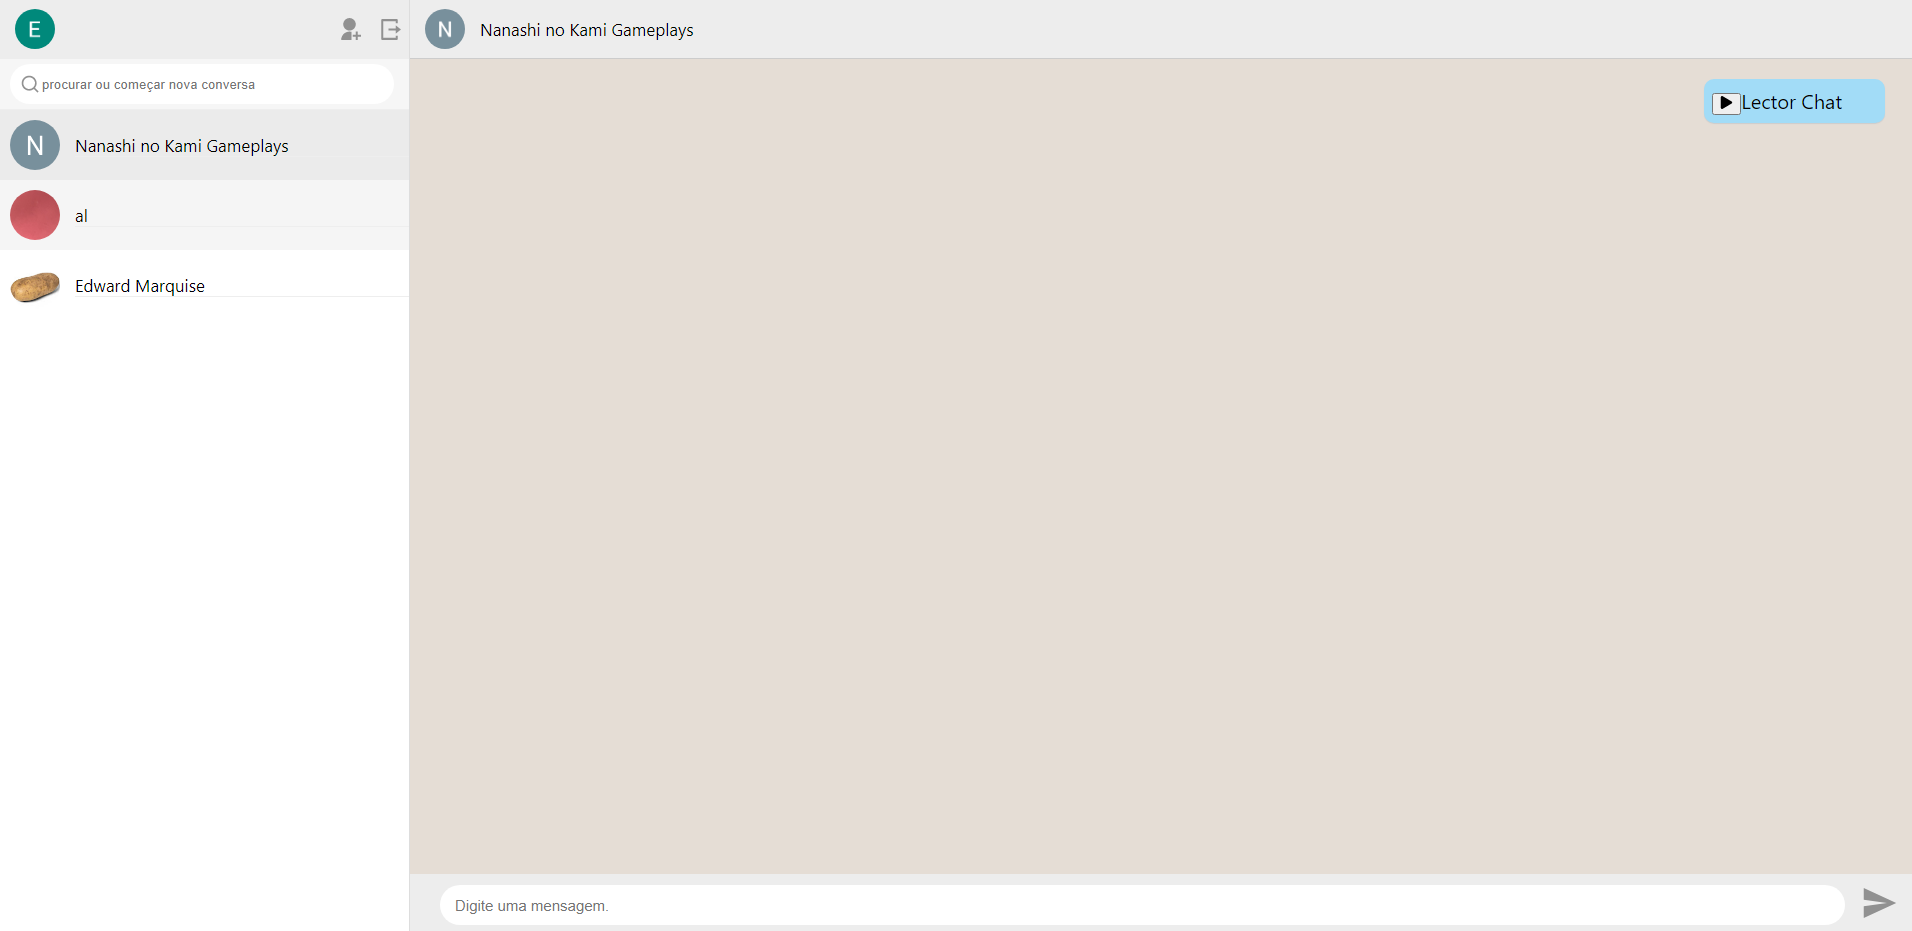 E
procurar ou começar nova conversa
N
Nanashi no Kami Gameplays
al
Edward Marquise
N
Nanashi no Kami Gameplays
Lector Chat
Digite uma mensagem.